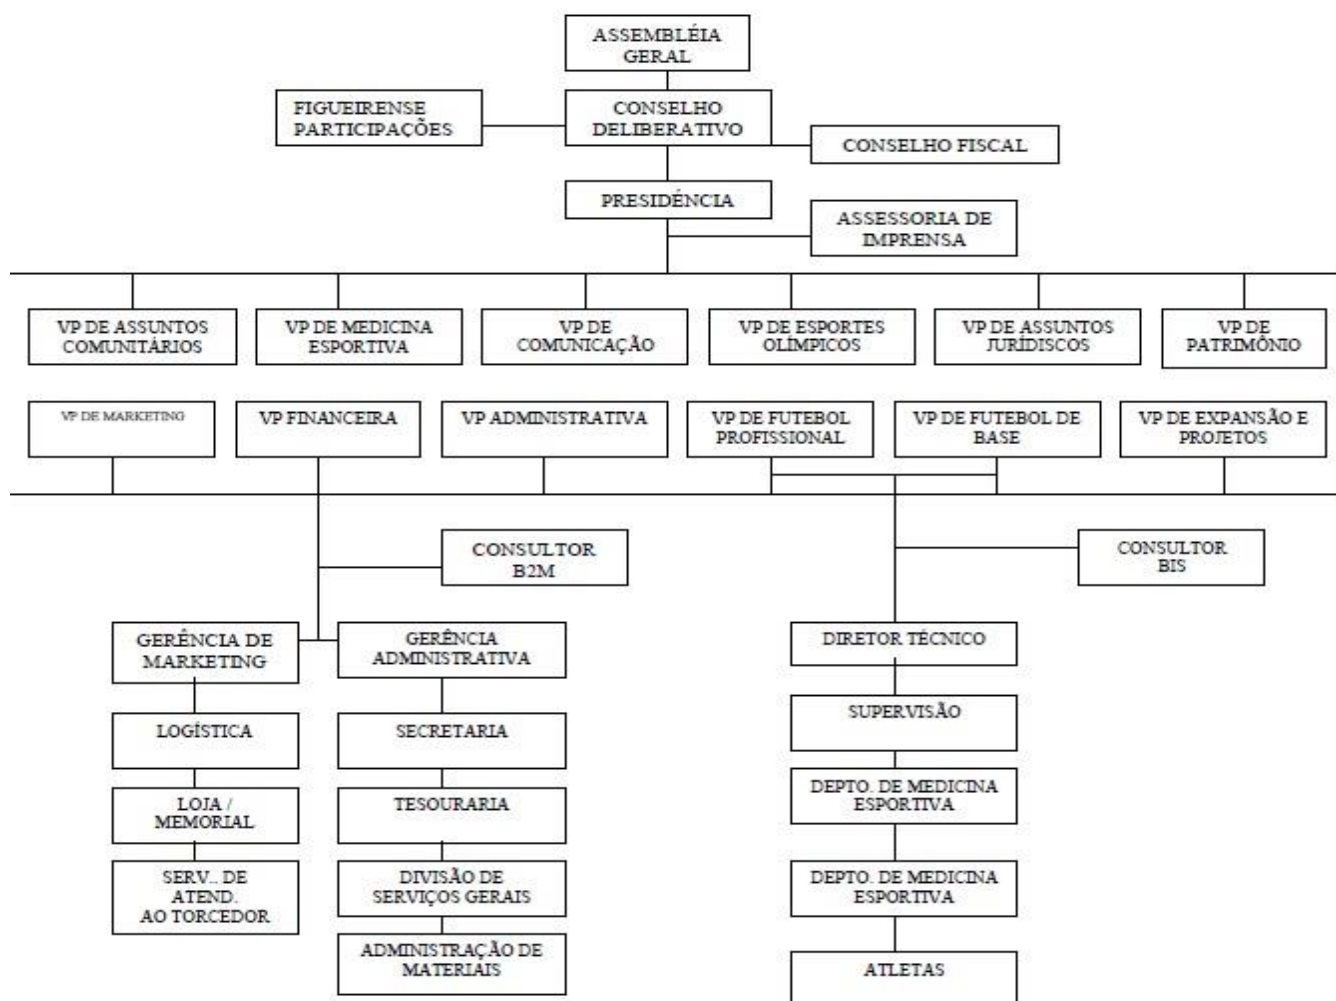 ASSEMBLÉIA
GERAL
FIGUEIRENSE
PARTICIPAÇÕES
CONSELHO
DELIBERATIVO
CONSELHO FISCAL
PRESIDÉNCIA
ASSESSORIA DE
IMPRENSA
VP DE ASSUNTOS
COMUNITÁRIOS
VP DE MEDICINA
ESPORTIVA
VP DE
COMUNICAÇÃO
VP DE ESPORTES
OLÍMPICOS
VP DE ASSUNTOS
JURÍDISCOS
VP DE
PATRIMÔNIO
VP DE MARKETING
VP FINANCEIRA
VP ADMINISTRATIVA
VP DE FUTEBOL
PROFISSIONAL
VP DE FUTEBOL DE
BASE
VP DE EXPANSÃO E
PROJETOS
CONSULTOR
B2M
CONSULTOR
BIS
GERÊNCIA DE
MARKETING
GERÊNCIA
ADMINISTRATIVA
DIRETOR TÉCNICO
LOGÍSTICA
SECRETARIA
SUPERVISÃO
LOJA /
MEMORIAL
TESOURARIA
DEPTO. DE MEDICINA
ESPORTIVA
SERV.. DE
ATEND.
AO TORCEDOR
DIVISÃO DE
SERVIÇOS GERAIS
DEPTO. DE MEDICINA
ESPORTIVA
ADMINISTRAÇÃO DE
MATERIAIS
ATLETAS